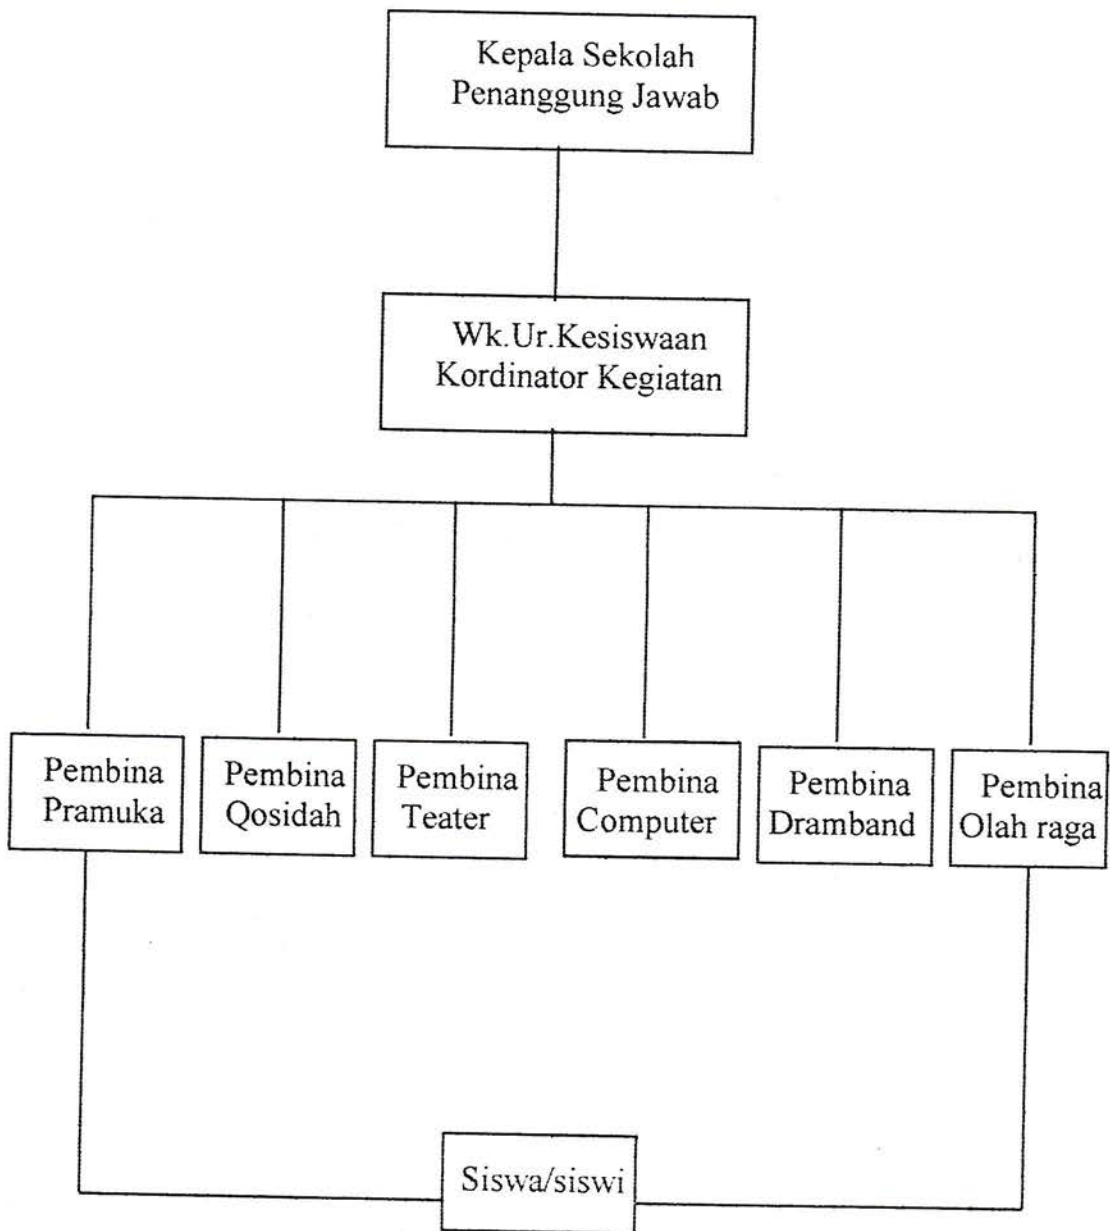 Kepala Sekolah
Penanggung Jawab
Wk.Ur.Kesiswaan
Kordinator Kegiatan
Pembina
Pramuka
Pembina
Qosidah
Pembina
Teater
Pembina
Computer
Pembina
Dramband
Pembina
Olah raga
Siswa/siswi